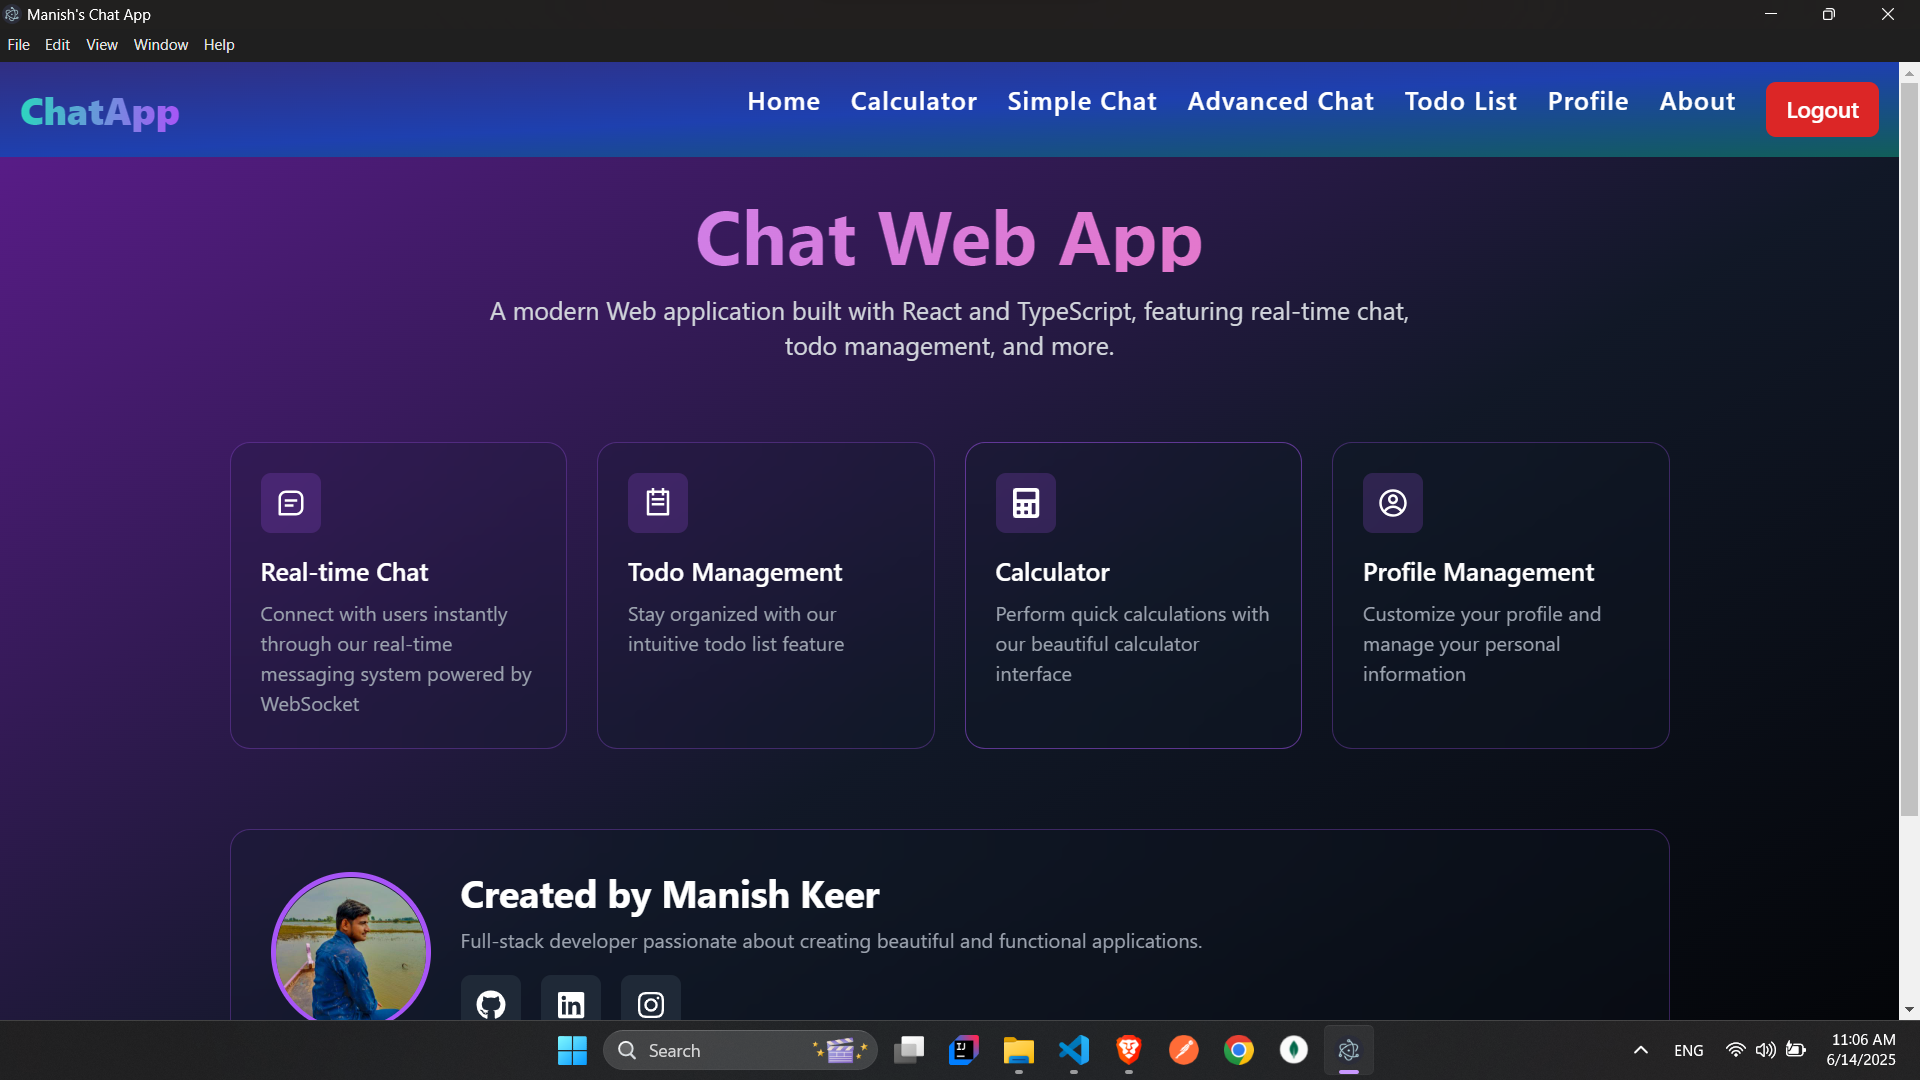 Manish's Chat App
File Edit View Window Help
ChatApp
Home Calculator Simple Chat Advanced Chat Todo List Profile About Logout
Chat Web App
A modern Web application built with React and TypeScript, featuring real-time chat,
todo management, and more.
Real-time Chat
Connect with users instantly
through our real-time
messaging system powered by
WebSocket
Todo Management
Stay organized with our
intuitive todo list feature
Calculator
Perform quick calculations with
our beautiful calculator
interface
Profile Management
Customize your profile and
manage your personal
information
Created by Manish Keer
Full-stack developer passionate about creating beautiful and functional applications.
Search
ENG
11:06 AM
6/14/2025